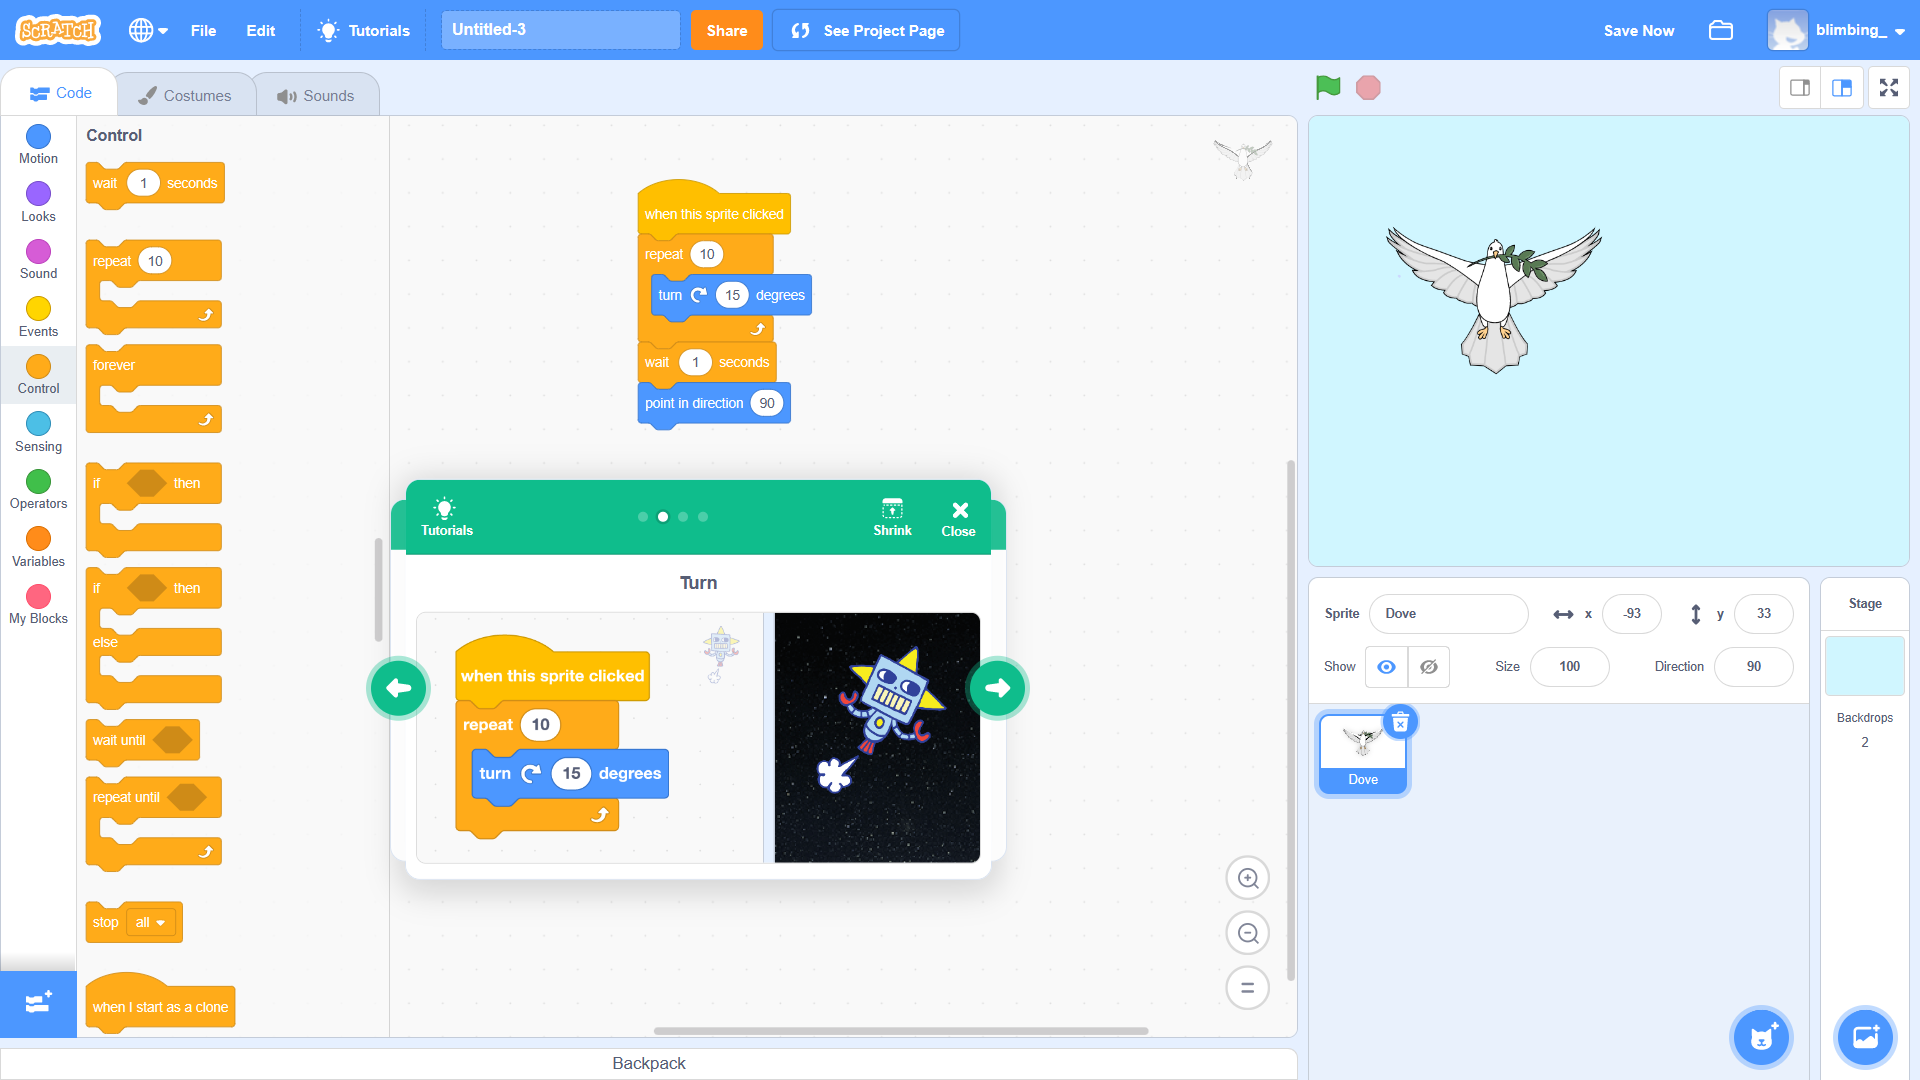 SCRATCH
File
Edit
Tutorials
Untitled-3
Share
See Project Page
Save Now
blimbing_
Code
Costumes
Sounds
Motion
Looks
Sound
Events
Control
Sensing
Operators
Variables
My Blocks
Control
wait 1 seconds
repeat 10
forever
if then
if then
else
wait until
repeat until
stop all
when I start as a clone
when this sprite clicked
repeat 10
turn 15 degrees
wait 1 seconds
point in direction 90
Tutorials
Shrink
Close
Turn
when this sprite clicked
repeat 10
turn 15 degrees
Backpack
Sprite Dove x -93 y 33
Show Size 100 Direction 90
Dove
Stage
Backdrops
2